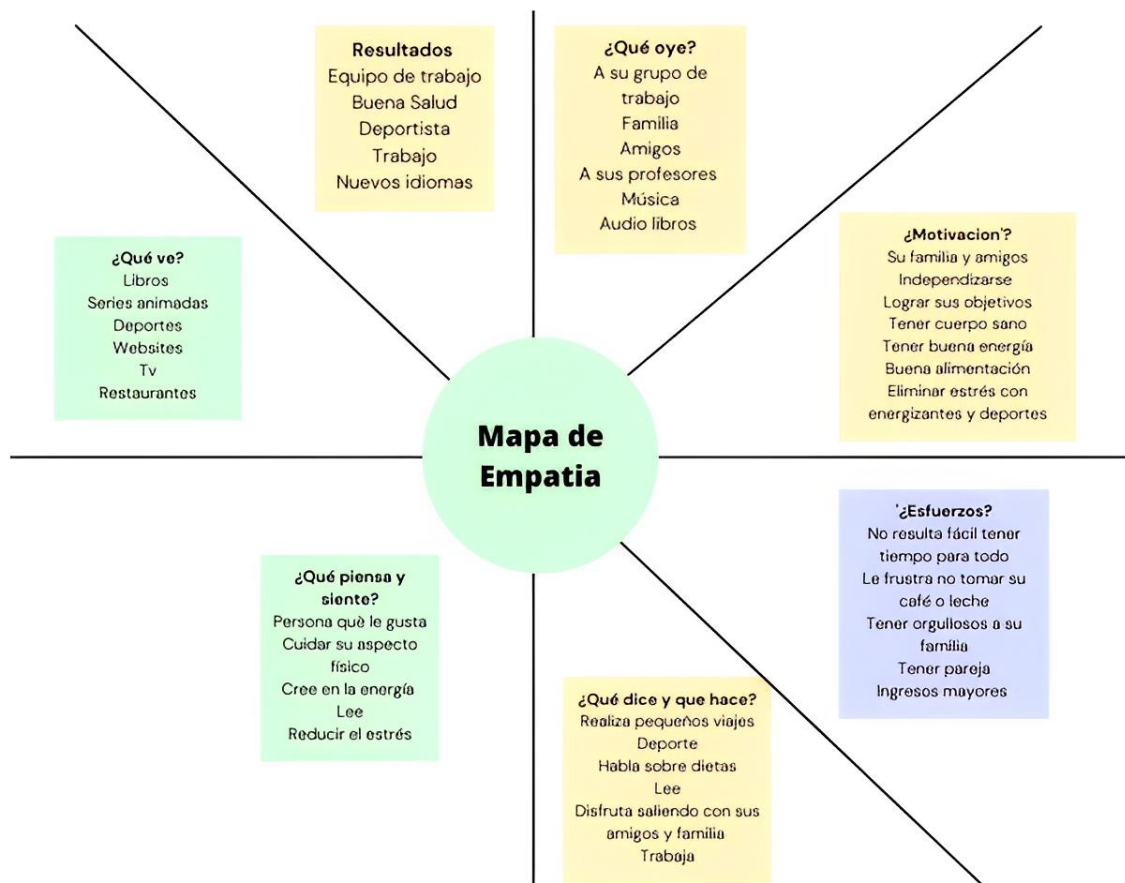 Resultados
Equipo de trabajo
Buena Salud
Deportista
Trabajo
Nuevos idiomas
¿Qué oye?
A su grupo de
trabajo
Familia
Amigos
A sus profesores
Música
Audio libros
¿Qué ve?
Libros
Series animadas
Deportes
Websites
Tv
Restaurantes
¿Motivacion'?
Su família y amigos
Independizarse
Lograr sus objetivos
Tener cuerpo sano
Tener buena energía
Buena alimentación
Eliminar estrés con
energizantes y deportes
Mapa de
Empatia
'¿Esfuerzos?
No resulta fácil tener
tiempo para todo
Le frustra no tomar su
café o leche
Tener orgullosos a su
família
Tener pareja
Ingresos mayores
¿Qué piensa y
siente?
Persona què le gusta
Cuidar su aspecto
físico
Cree en la energía
Lee
Reducir el estrés
¿Qué dice y que hace?
Realiza pequeños viajes
Deporte
Habla sobre dietas
Lee
Disfruta saliendo con sus
amigos y família
Trabaja